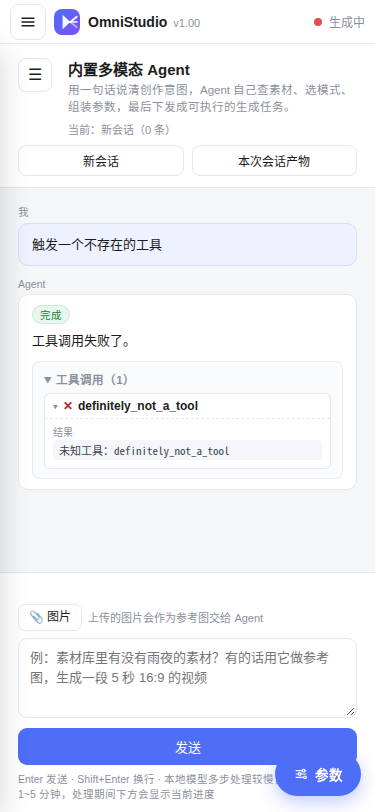 OmniStudio v1.00
生成中
内置多模态 Agent
用一句话说清创作意图，Agent 自己查素材、选模式、
组装参数，最后下发成可执行的生成任务。
当前：新会话（0 条）
新会话
本次会话产物
我
触发一个不存在的工具
Agent
完成
工具调用失败了。
▼ 工具调用（1）
▾ ✕ definitely_not_a_tool
结果
未知工具：definitely_not_a_tool
📎 图片
上传的图片会作为参考图给 Agent
例：素材库里有没有雨夜的素材？有的话用它做参考
图，生成一段 5 秒 16:9 的视频
发送
Enter 发送 · Shift+Enter 换行 · 本地模型多步处理较慢
1~5 分钟，处理期间下方会显示当前进度
参数